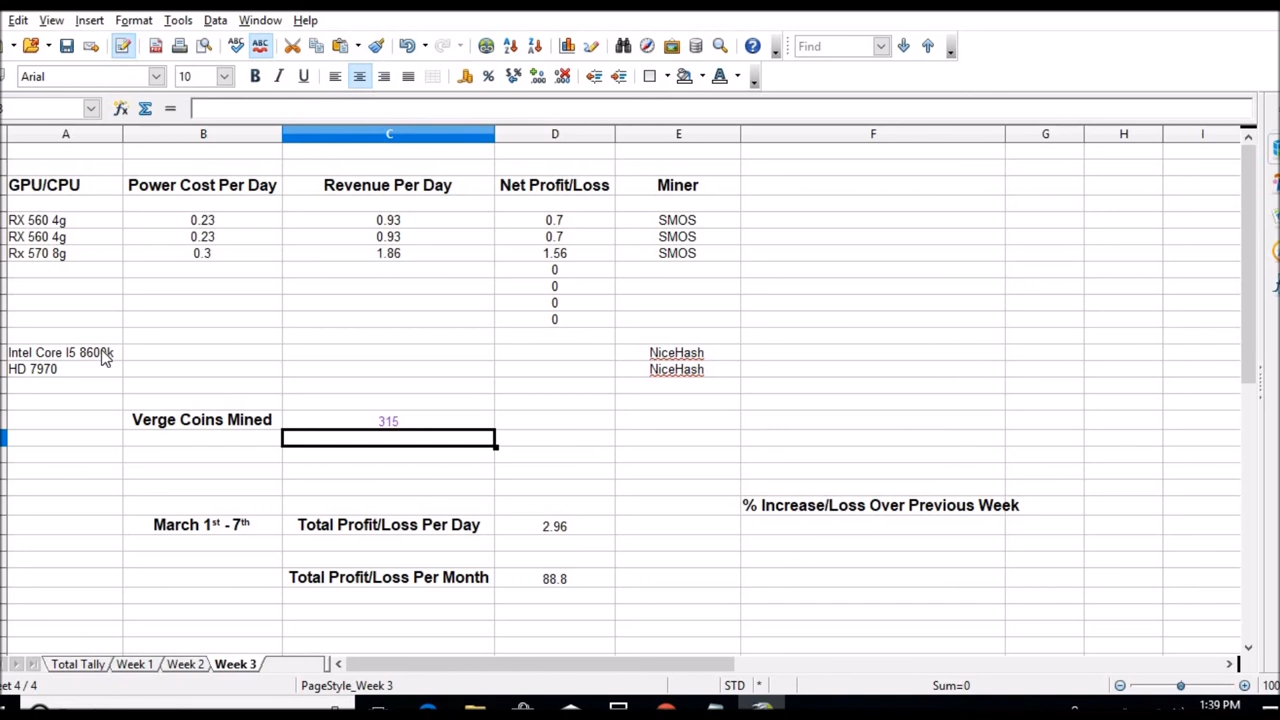 Edit View Insert Format Tools Data Window Help
Find
Arial 10
A B C D E F G H I
GPU/CPU Power Cost Per Day Revenue Per Day Net Profit/Loss Miner
RX 560 4g 0.23 0.93 0.7 SMOS
RX 560 4g 0.23 0.93 0.7 SMOS
Rx 570 8g 0.3 1.86 1.56 SMOS
0
0
0
0
Intel Core I5 8600k NiceHash
HD 7970 NiceHash
Verge Coins Mined 315
% Increase/Loss Over Previous Week
March 1st - 7th Total Profit/Loss Per Day 2.96
Total Profit/Loss Per Month 88.8
Total Tally Week 1 Week 2 Week 3
eet 4 / 4 PageStyle_Week 3 STD * Sum=0 100
1:39 PM